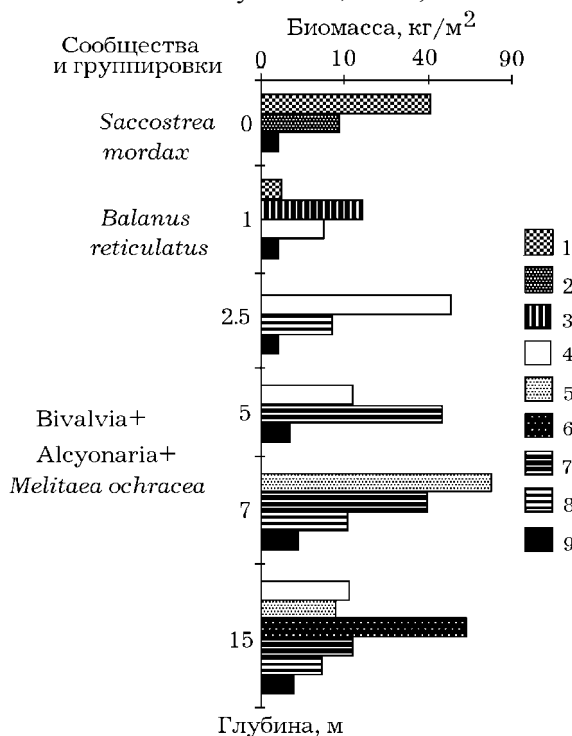 Биомасса, кг/м2
Сообщества
и группировки
0 10 40 90
Saccostrea
mordax
0
Balanus
reticulatus
1
2.5
Bivalvia+
Alcyonaria+
Melitaea ochracea
5
7
15
Глубина, м
1
2
3
4
5
6
7
8
9